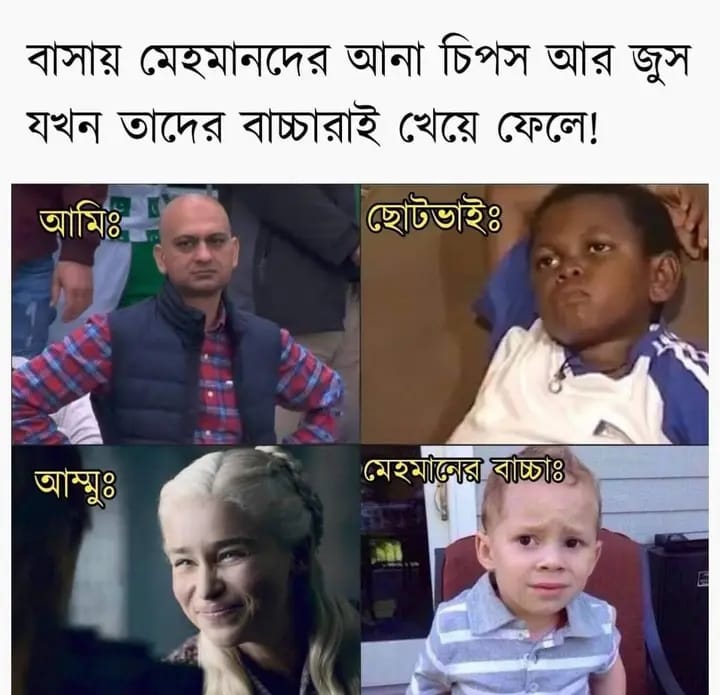 বাসায় মেহমানদের আনা চিপস আর জুস
যখন তাদের বাচ্চারাই খেয়ে ফেলে!
আমিঃ
ছোটভাইঃ
আম্মুঃ
মেহমানের বাচ্চাঃ